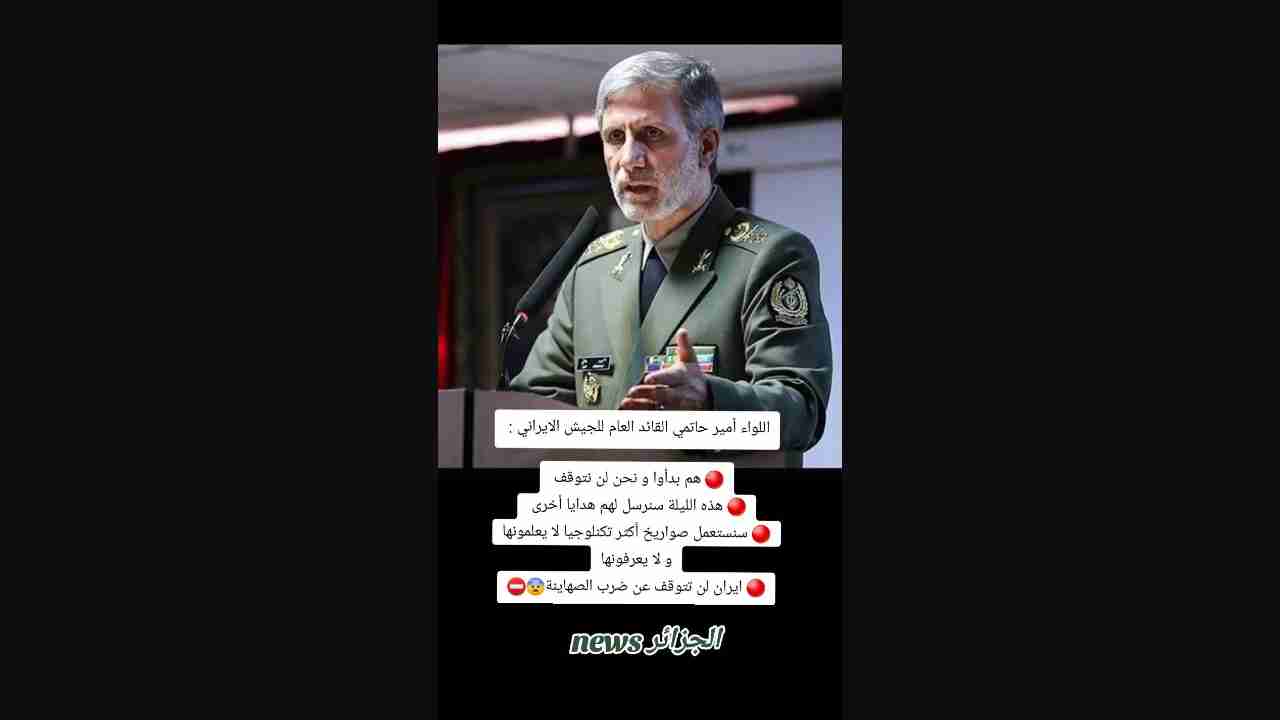 اللواء أمير حاتمي القائد العام للجيش الايراني :
🔴 هم بدأوا و نحن لن نتوقف
🔴 هذه الليلة سنرسل لهم هدايا أخرى
🔴 سنستعمل صواريخ أكثر تكنلوجيا لا يعلمونها
و لا يعرفونها
🔴 ايران لن تتوقف عن ضرب الصهاينة😨⛔
الجزائر news